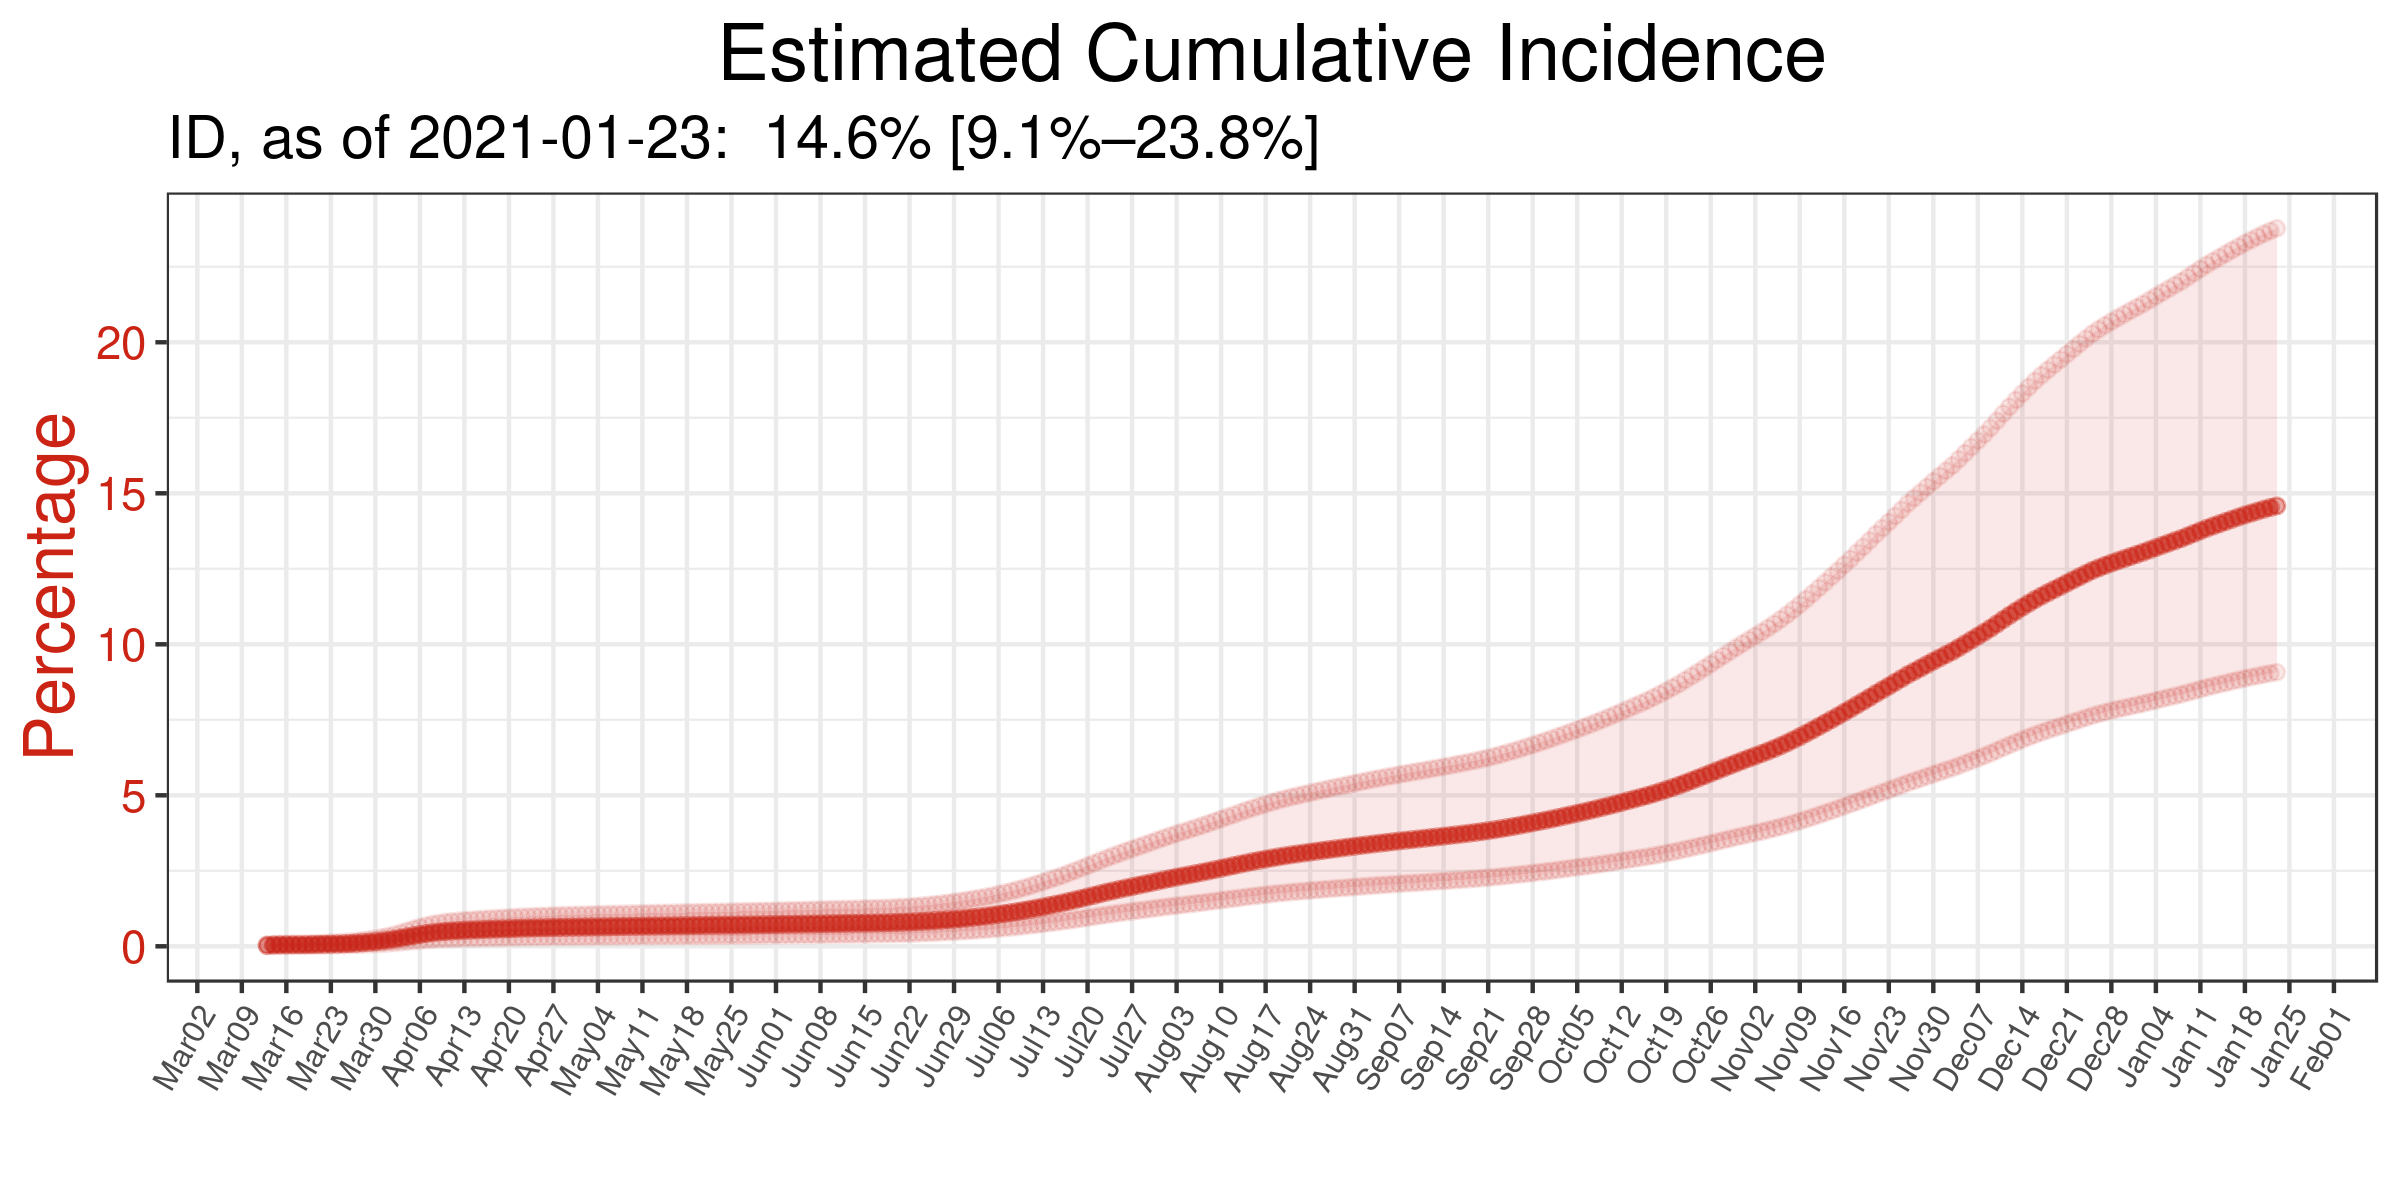 Estimated Cumulative Incidence
ID, as of 2021-01-23:  14.6% [9.1%–23.8%]
Percentage
20
15
10
5
0
Mar02
Mar09
Mar16
Mar23
Mar30
Apr06
Apr13
Apr20
Apr27
May04
May11
May18
May25
Jun01
Jun08
Jun15
Jun22
Jun29
Jul06
Jul13
Jul20
Jul27
Aug03
Aug10
Aug17
Aug24
Aug31
Sep07
Sep14
Sep21
Sep28
Oct05
Oct12
Oct19
Oct26
Nov02
Nov09
Nov16
Nov23
Nov30
Dec07
Dec14
Dec21
Dec28
Jan04
Jan11
Jan18
Jan25
Feb01